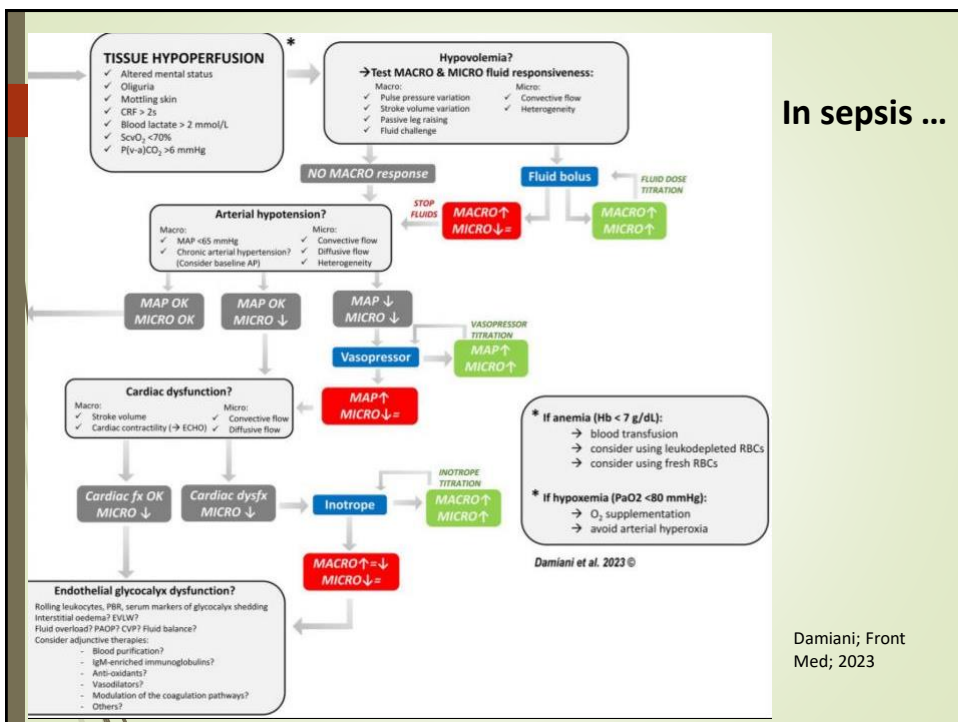 In sepsis ...
TISSUE HYPOPERFUSION
✓ Altered mental status
✓ Oliguria
✓ Mottling skin
✓ CRF > 2s
✓ Blood lactate > 2 mmol/L
✓ ScvO₂ <70%
✓ P(v-a)CO₂ >6 mmHg
*
Hypovolemia?
→Test MACRO & MICRO fluid responsiveness:
Macro:
✓ Pulse pressure variation
✓ Stroke volume variation
✓ Passive leg raising
✓ Fluid challenge
Micro:
✓ Convective flow
✓ Heterogeneity
NO MACRO response
Fluid bolus
FLUID DOSE
TITRATION
STOP
FLUIDS
MACRO↑
MICRO↓=
MACRO↑
MICRO↑
Arterial hypotension?
Macro:
✓ MAP <65 mmHg
✓ Chronic arterial hypertension?
(Consider baseline AP)
Micro:
✓ Convective flow
✓ Diffusive flow
✓ Heterogeneity
MAP OK
MICRO OK
MAP OK
MICRO ↓
MAP ↓
MICRO ↓
VASOPRESSOR
TITRATION
Vasopressor
MAP↑
MICRO↑
MAP↑
MICRO↓=
Cardiac dysfunction?
Macro:
✓ Stroke volume
✓ Cardiac contractility (→ ECHO)
Micro:
✓ Convective flow
✓ Diffusive flow
Cardiac fx OK
MICRO ↓
Cardiac dysfx
MICRO ↓
Inotrope
INOTROPE
TITRATION
MACRO↑
MICRO↑
MACRO↑=↓
MICRO↓=
* If anemia (Hb < 7 g/dL):
→ blood transfusion
→ consider using leukodepleted RBCs
→ consider using fresh RBCs
* If hypoxemia (PaO2 <80 mmHg):
→ O₂ supplementation
→ avoid arterial hyperoxia
Damiani et al. 2023 ©
Endothelial glycocalyx dysfunction?
Rolling leukocytes, PBR, serum markers of glycocalyx shedding
Interstitial oedema? EVLW?
Fluid overload? PAOP? CVP? Fluid balance?
Consider adjunctive therapies:
- Blood purification?
- IgM-enriched immunoglobulins?
- Anti-oxidants?
- Vasodilators?
- Modulation of the coagulation pathways?
- Others?
Damiani; Front
Med; 2023